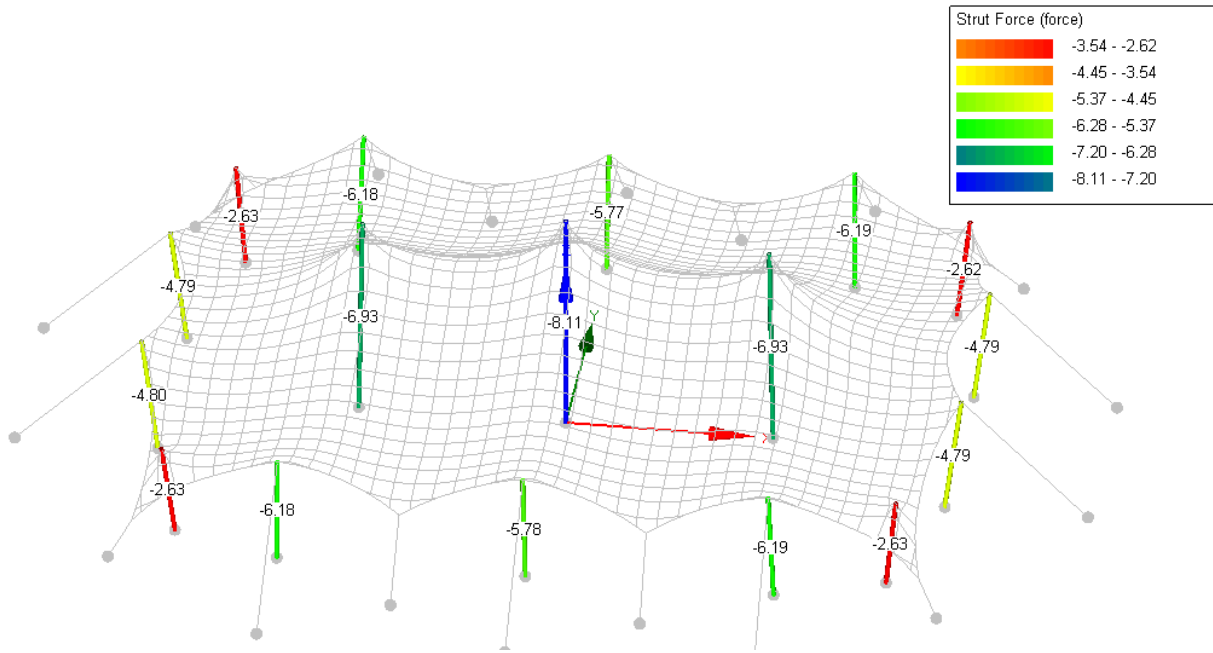 Strut Force (force)
-3.54 - -2.62
-4.45 - -3.54
-5.37 - -4.45
-6.28 - -5.37
-7.20 - -6.28
-8.11 - -7.20
-6.18
-5.77
-2.63
-6.19
-2.62
-4.79
-6.93
-8.11
Y
-6.93
-4.79
-4.80
X
-4.79
-2.63
-6.18
-5.78
-6.19
-2.63